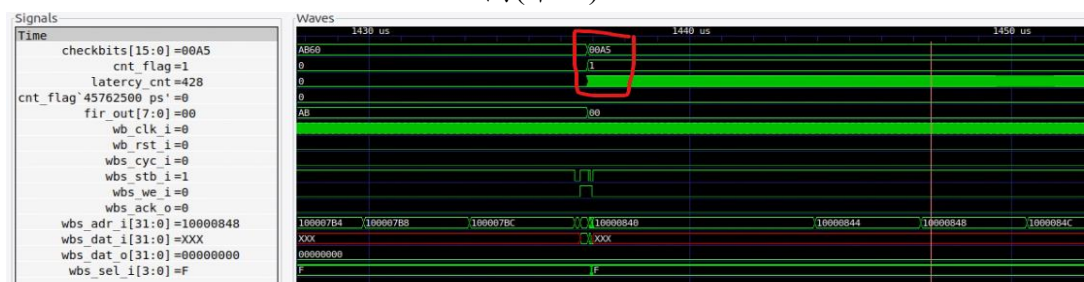 Signals
Waves
Time
1430 us 1440 us 1450 us
checkbits[15:0] =00A5 AB60 00A5
cnt_flag=1 0 1
latercy_cnt=428 0
cnt_flag`45762500 ps'=0 0
fir_out[7:0] =00 AB 00
wb_clk_i=0
wb_rst_i=0
wbs_cyc_i=0
wbs_stb_i=1
wbs_we_i=0
wbs_ack_o=0
wbs_adr_i[31:0] =10000848 100007B4 100007B8 100007BC 10000840 10000844 10000848 1000084C
wbs_dat_i[31:0] =XXX XXX XXX
wbs_dat_o[31:0] =00000000 00000000
wbs_sel_i[3:0] =F F F